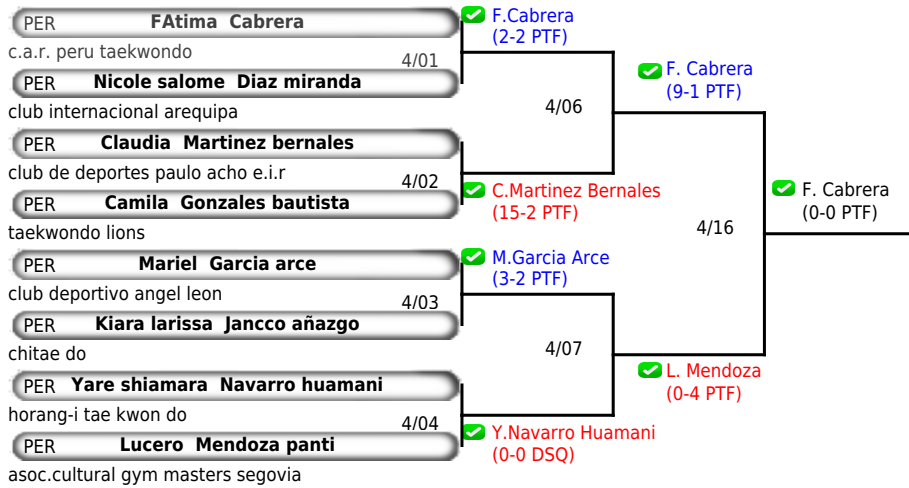 PER FAtima Cabrera
c.a.r. peru taekwondo
4/01
PER Nicole salome Diaz miranda
club internacional arequipa
PER Claudia Martinez bernales
club de deportes paulo acho e.i.r
4/02
PER Camila Gonzales bautista
taekwondo lions
PER Mariel Garcia arce
club deportivo angel leon
4/03
PER Kiara larissa Jancco añazgo
chitae do
PER Yare shiamara Navarro huamani
horang-i tae kwon do
4/04
PER Lucero Mendoza panti
asoc.cultural gym masters segovia
F.Cabrera
(2-2 PTF)
4/06
C.Martinez Bernales
(15-2 PTF)
M.Garcia Arce
(3-2 PTF)
4/07
Y.Navarro Huamani
(0-0 DSQ)
F. Cabrera
(9-1 PTF)
4/16
L. Mendoza
(0-4 PTF)
F. Cabrera
(0-0 PTF)